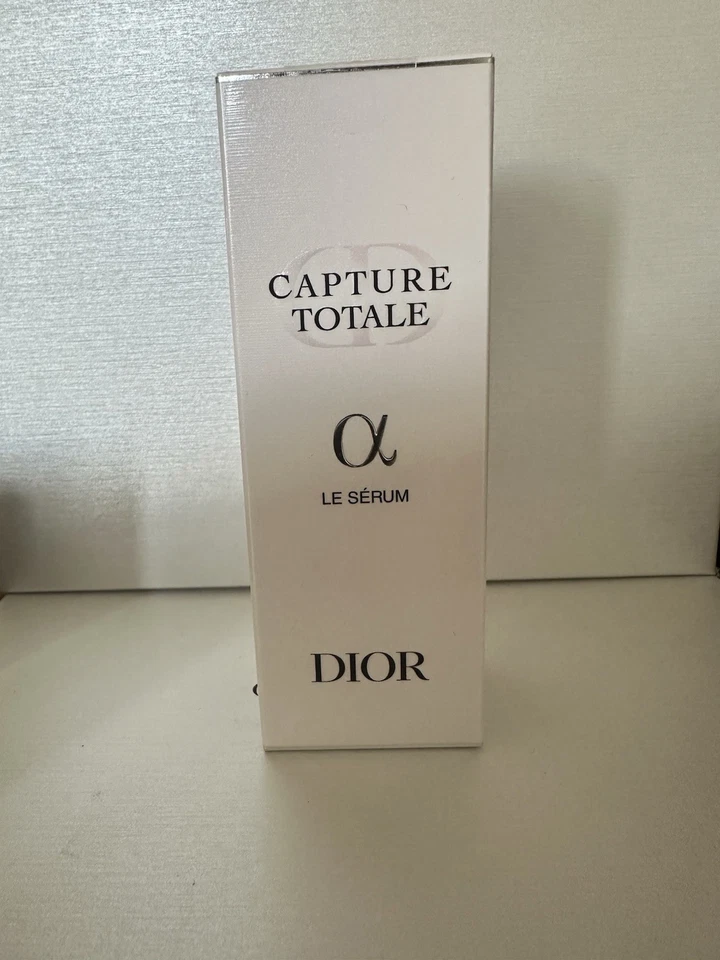 CAPTURE
TOTALE
α
LE SÉRUM
DIOR